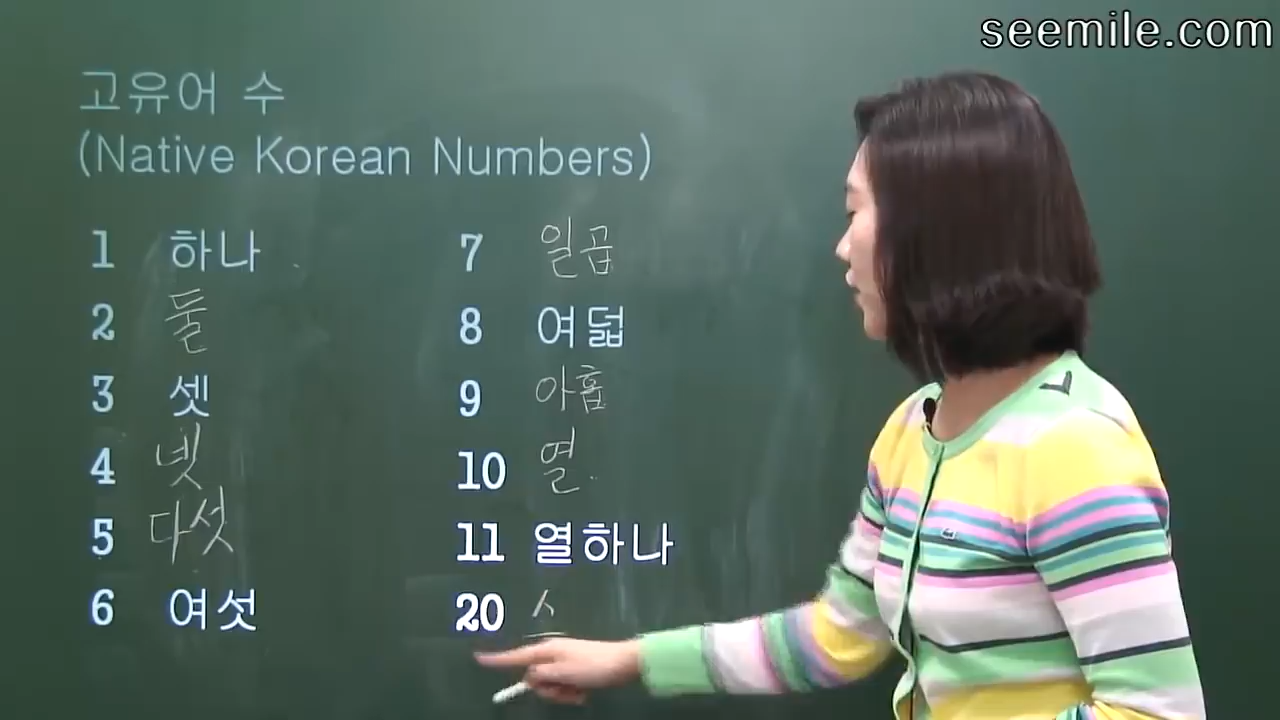 seemile.com
고유어 수
(Native Korean Numbers)
1 하나
2 둘
3 셋
4 넷
5 다섯
6 여섯
7 일곱
8 여덟
9 아홉
10 열
11 열하나
20 스